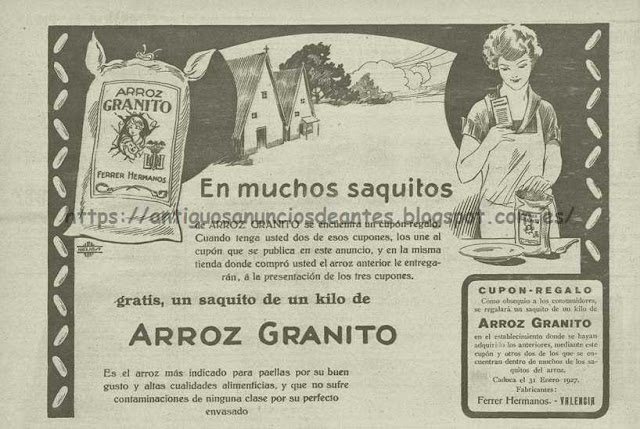 ARROZ
GRANITO
FERRER HERMANOS
En muchos saquitos
https://antiguosanunciosdeantes.blogspot.com.es/
de ARROZ GRANITO se encuentra un cupón-regalo.
Cuando tenga usted dos de esos cupones, los une al
cupón que se publica en este anuncio, y en la misma
tienda donde compró usted el arroz anterior le entrega-
rán, á la presentación de los tres cupones.
gratis, un saquito de un kilo de
ARROZ GRANITO
Es el arroz más indicado para paellas por su buen
gusto y altas cualidades alimenticias, y que no sufre
contaminaciones de ninguna clase por su perfecto
envasado
HELIOS
CUPON-REGALO
Como obsequio a los consumidores,
se regalará un saquito de un kilo de
ARROZ GRANITO
en el establecimiento donde se hayan
adquirido los anteriores, mediante este
cupón y otros dos de los que se en-
cuentran dentro de muchos de los sa-
quitos del arroz.
Caduca el 31 Enero 1927.
Fabricantes:
Ferrer Hermanos. - VALENCIA